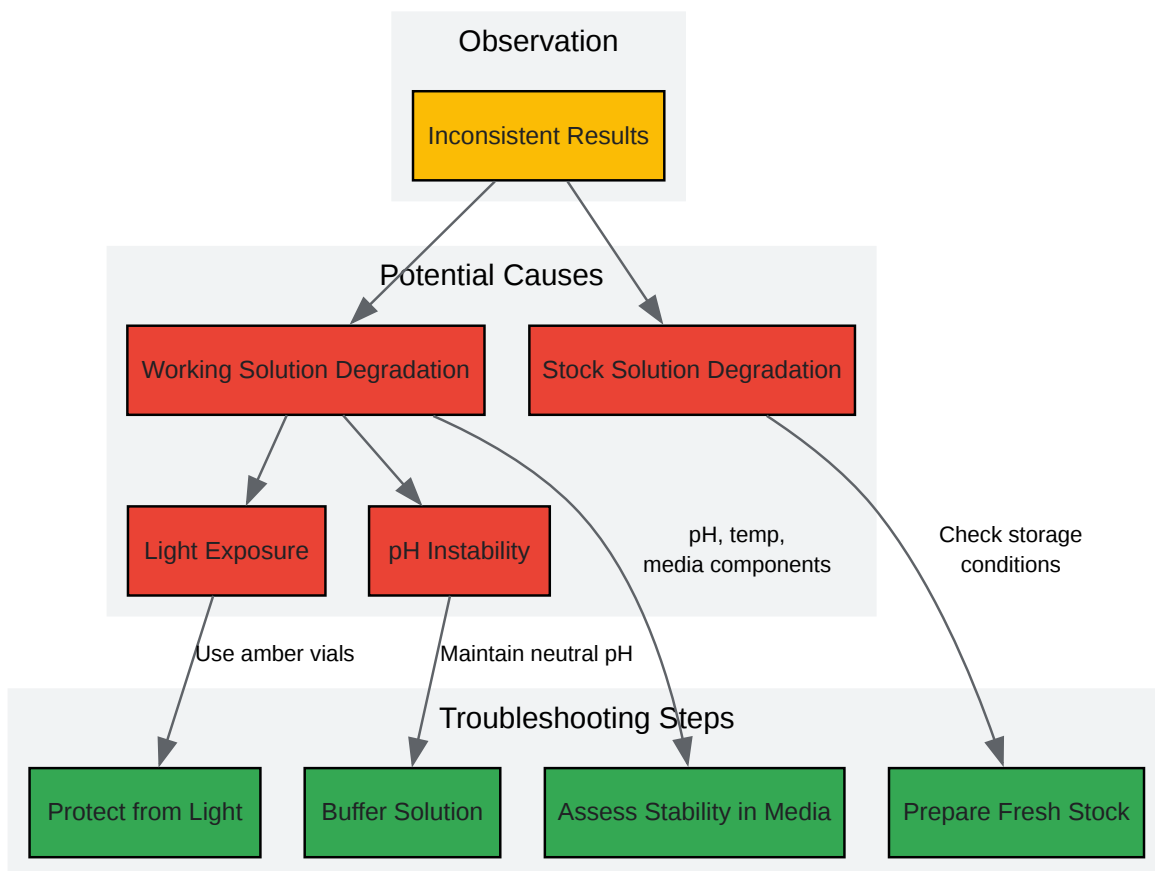 Observation
Inconsistent Results
Potential Causes
Working Solution Degradation
Stock Solution Degradation
Light Exposure
pH Instability
pH, temp,
media components
Check storage
conditions
Use amber vials
Maintain neutral pH
Troubleshooting Steps
Protect from Light
Buffer Solution
Assess Stability in Media
Prepare Fresh Stock